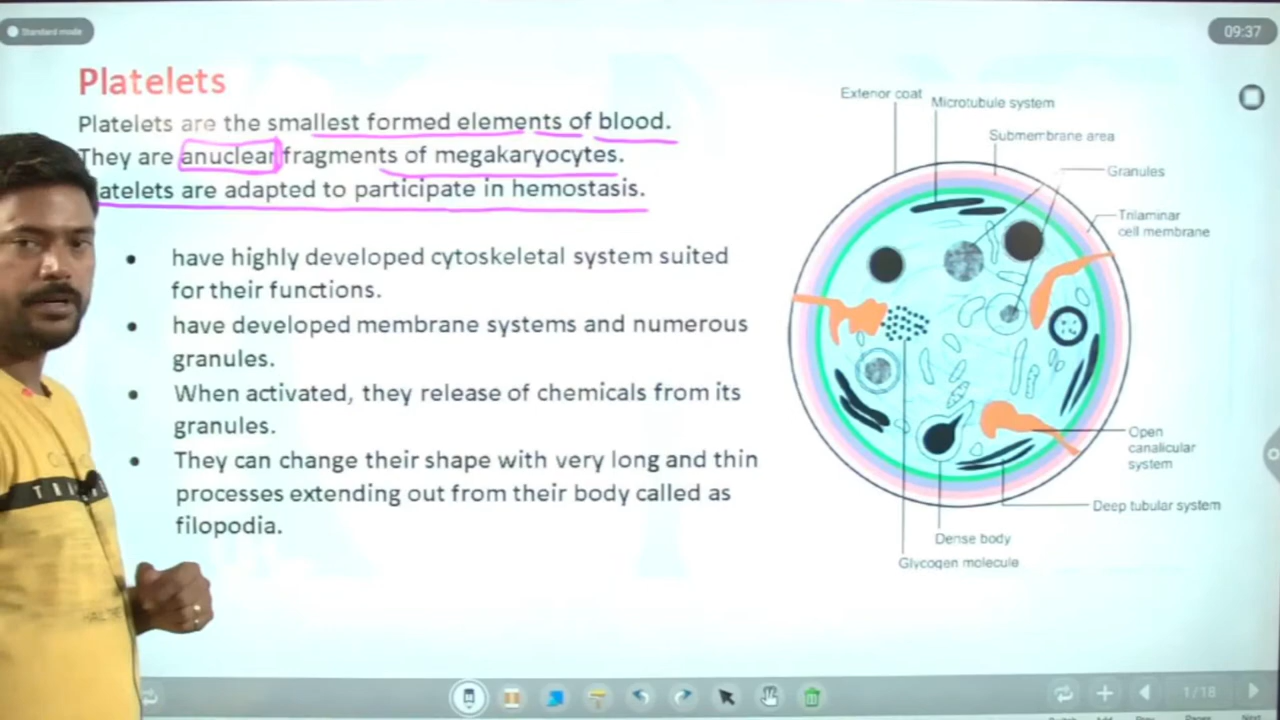 Standard mode
09:37
Platelets
Platelets are the smallest formed elements of blood.
They are anuclear fragments of megakaryocytes.
atelets are adapted to participate in hemostasis.
• have highly developed cytoskeletal system suited
for their functions.
• have developed membrane systems and numerous
granules.
• When activated, they release of chemicals from its
granules.
• They can change their shape with very long and thin
processes extending out from their body called as
filopodia.
Exterior coat
Microtubule system
Submembrane area
Granules
Trilaminar
cell membrane
Open
canalicular
system
Deep tubular system
Dense body
Glycogen molecule
1/18